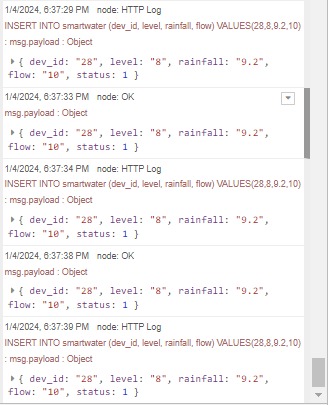 1/4/2024, 6:37:29 PM node: HTTP Log
INSERT INTO smartwater (dev_id, level, rainfall, flow) VALUES(28,8,9.2,10)
: msg.payload : Object
{ dev_id: "28", level: "8", rainfall: "9.2",
flow: "10", status: 1 }
1/4/2024, 6:37:33 PM node: OK
msg.payload : Object
{ dev_id: "28", level: "8", rainfall: "9.2",
flow: "10", status: 1 }
1/4/2024, 6:37:34 PM node: HTTP Log
INSERT INTO smartwater (dev_id, level, rainfall, flow) VALUES(28,8,9.2,10)
: msg.payload : Object
{ dev_id: "28", level: "8", rainfall: "9.2",
flow: "10", status: 1 }
1/4/2024, 6:37:38 PM node: OK
msg.payload : Object
{ dev_id: "28", level: "8", rainfall: "9.2",
flow: "10", status: 1 }
1/4/2024, 6:37:39 PM node: HTTP Log
INSERT INTO smartwater (dev_id, level, rainfall, flow) VALUES(28,8,9.2,10)
: msg.payload : Object
{ dev_id: "28", level: "8", rainfall: "9.2",
flow: "10", status: 1 }